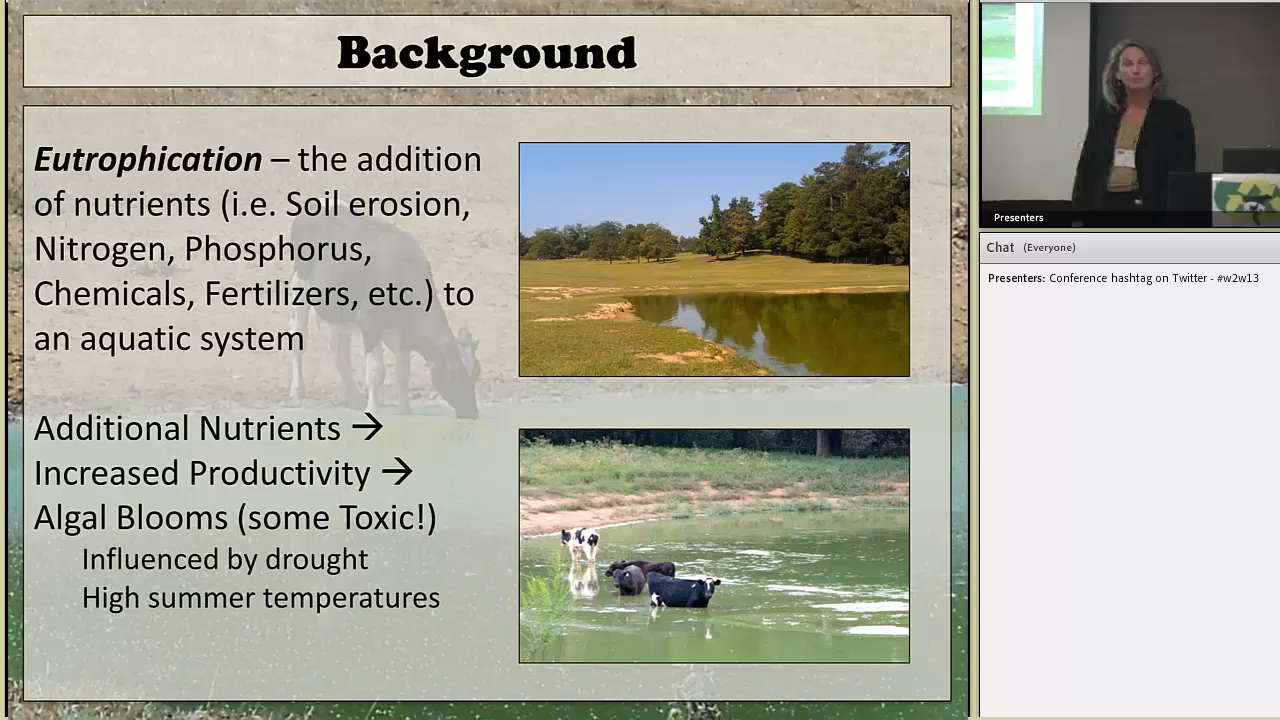 Background
Eutrophication – the addition
of nutrients (i.e. Soil erosion,
Nitrogen, Phosphorus,
Chemicals, Fertilizers, etc.) to
an aquatic system
Additional Nutrients →
Increased Productivity →
Algal Blooms (some Toxic!)
Influenced by drought
High summer temperatures
Presenters
Chat (Everyone)
Presenters: Conference hashtag on Twitter - #w2w13